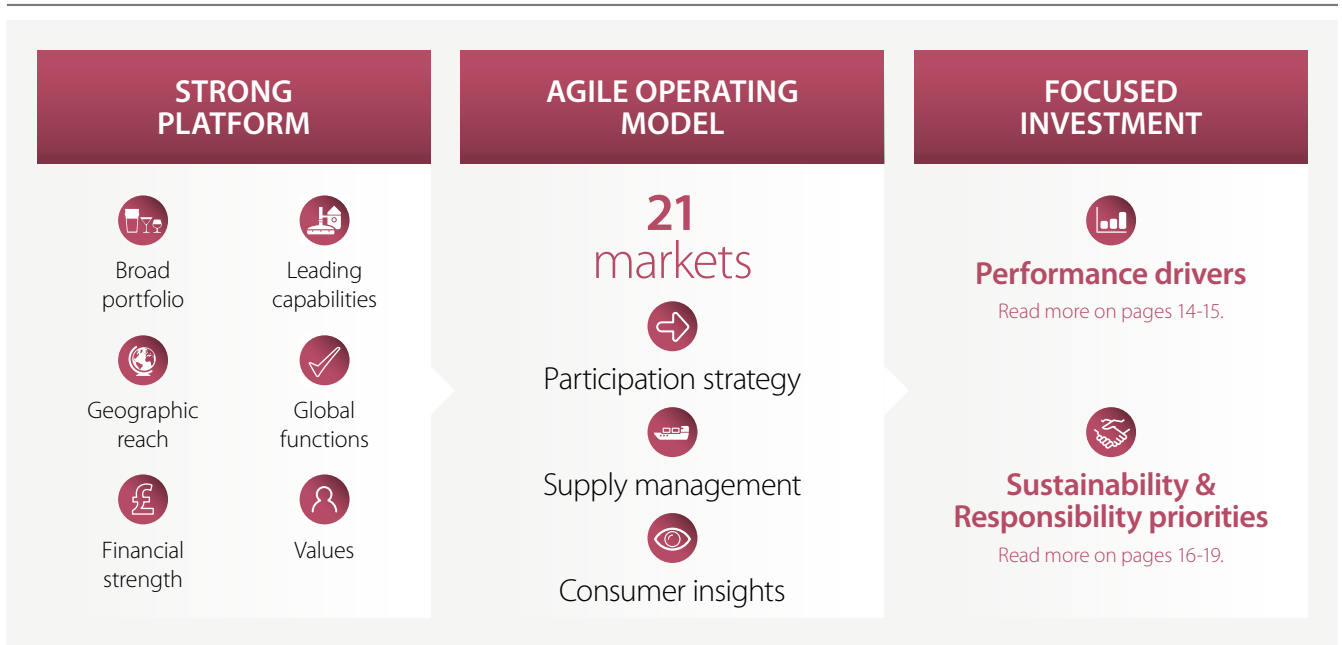 STRONG
PLATFORM
Broad
portfolio
Leading
capabilities
Geographic
reach
Global
functions
Financial
strength
Values
AGILE OPERATING
MODEL
21
markets
Participation strategy
Supply management
Consumer insights
FOCUSED
INVESTMENT
Performance drivers
Read more on pages 14-15.
Sustainability &
Responsibility priorities
Read more on pages 16-19.